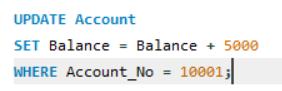 UPDATE Account
SET Balance = Balance + 5000
WHERE Account_No = 10001;